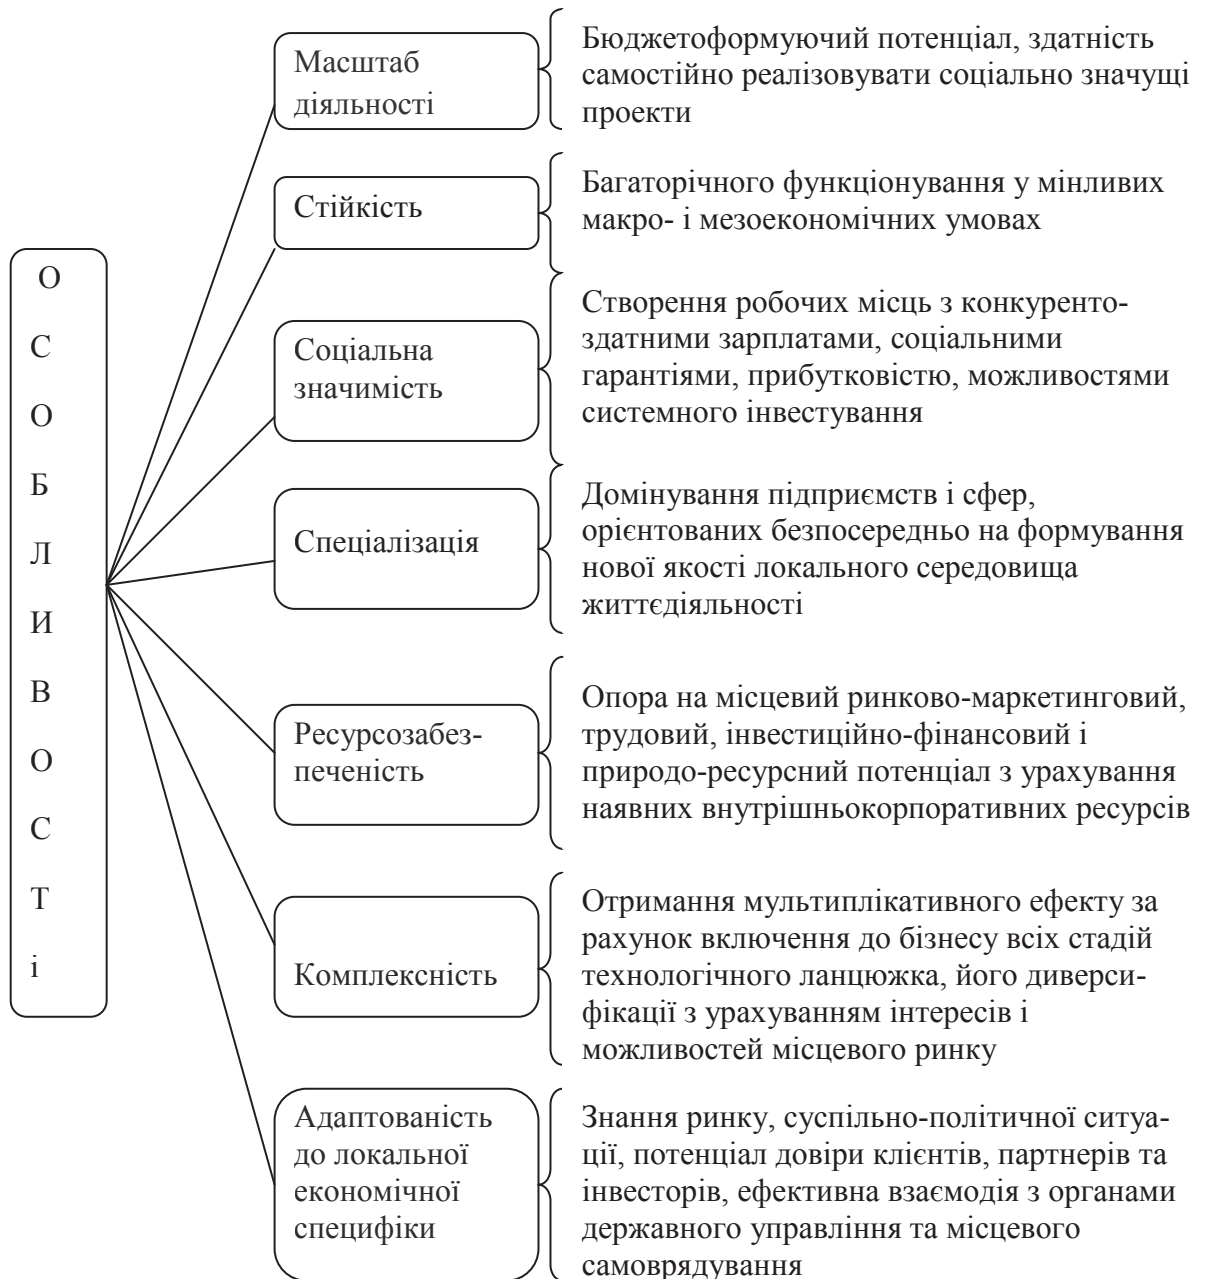 О
С
О
Б
Л
И
В
О
С
Т
і
Масштаб
діяльності
Бюджетоформуючий потенціал, здатність
самостійно реалізовувати соціально значущі
проекти
Стійкість
Багаторічного функціонування у мінливих
макро- і мезоекономічних умовах
Соціальна
значимість
Створення робочих місць з конкуренто-
здатними зарплатами, соціальними
гарантіями, прибутковістю, можливостями
системного інвестування
Спеціалізація
Домінування підприємств і сфер,
орієнтованих безпосередньо на формування
нової якості локального середовища
життєдіяльності
Ресурсозабез-
печеність
Опора на місцевий ринково-маркетинговий,
трудовий, інвестиційно-фінансовий і
природо-ресурсний потенціал з урахування
наявних внутрішньокорпоративних ресурсів
Комплексність
Отримання мультиплікативного ефекту за
рахунок включення до бізнесу всіх стадій
технологічного ланцюжка, його диверси-
фікації з урахуванням інтересів і
можливостей місцевого ринку
Адаптованість
до локальної
економічної
специфіки
Знання ринку, суспільно-політичної ситуа-
ції, потенціал довіри клієнтів, партнерів та
інвесторів, ефективна взаємодія з органами
державного управління та місцевого
самоврядування